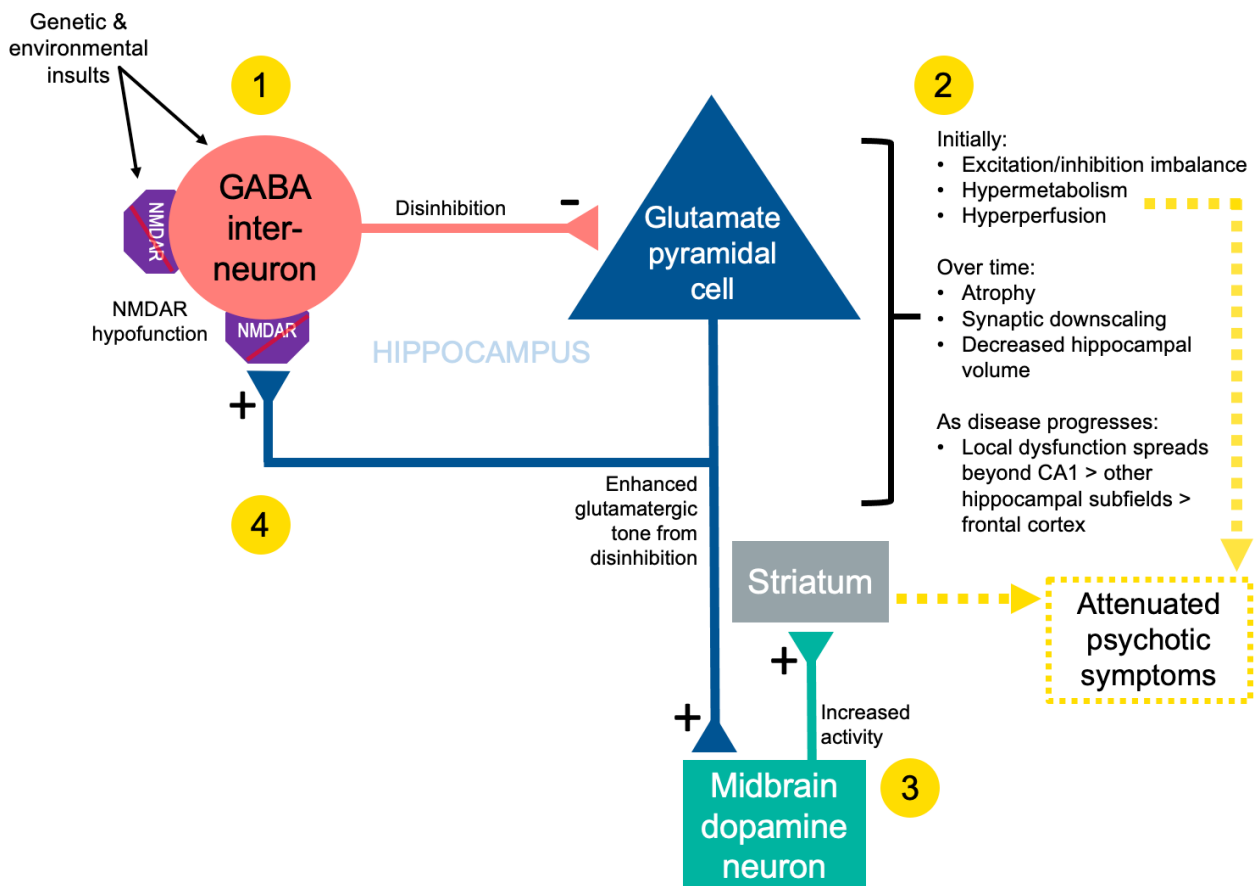 Genetic &
environmental
insults
1
NMDAR
GABA
inter-
neuron
NMDAR
NMDAR
hypofunction
Disinhibition
-
Glutamate
pyramidal
cell
HIPPOCAMPUS
+
4
Enhanced
glutamatergic
tone from
disinhibition
2
Initially:
• Excitation/inhibition imbalance
• Hypermetabolism
• Hyperperfusion
Over time:
• Atrophy
• Synaptic downscaling
• Decreased hippocampal
volume
As disease progresses:
• Local dysfunction spreads
beyond CA1 > other
hippocampal subfields >
frontal cortex
Striatum
+
Increased
activity
+
Midbrain
dopamine
neuron
3
Attenuated
psychotic
symptoms